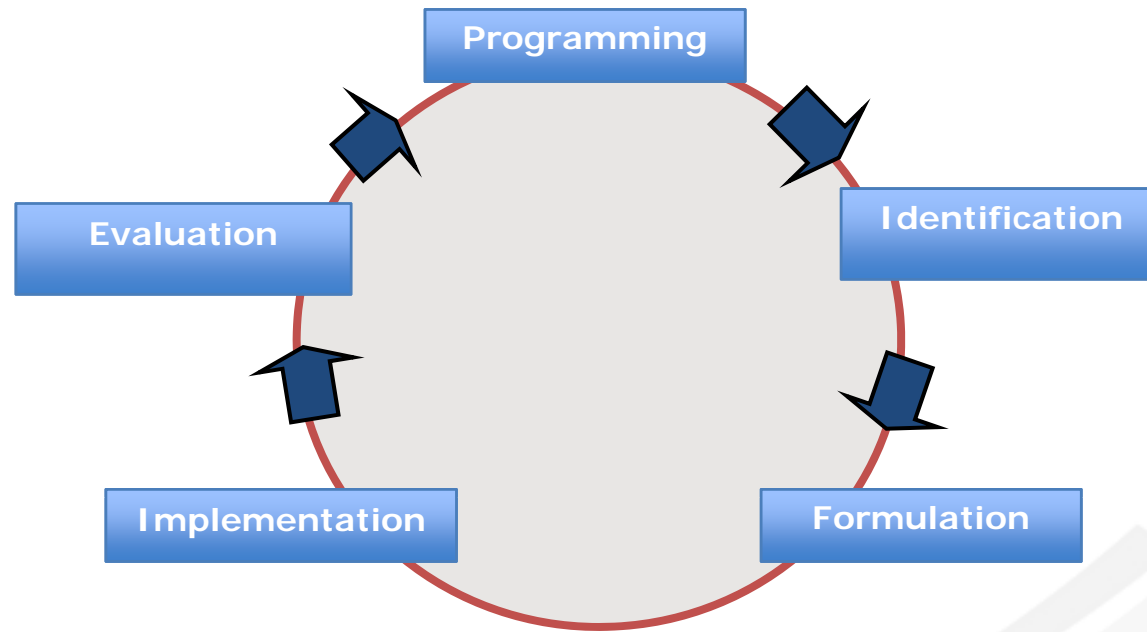 Programming
Identification
Formulation
Implementation
Evaluation